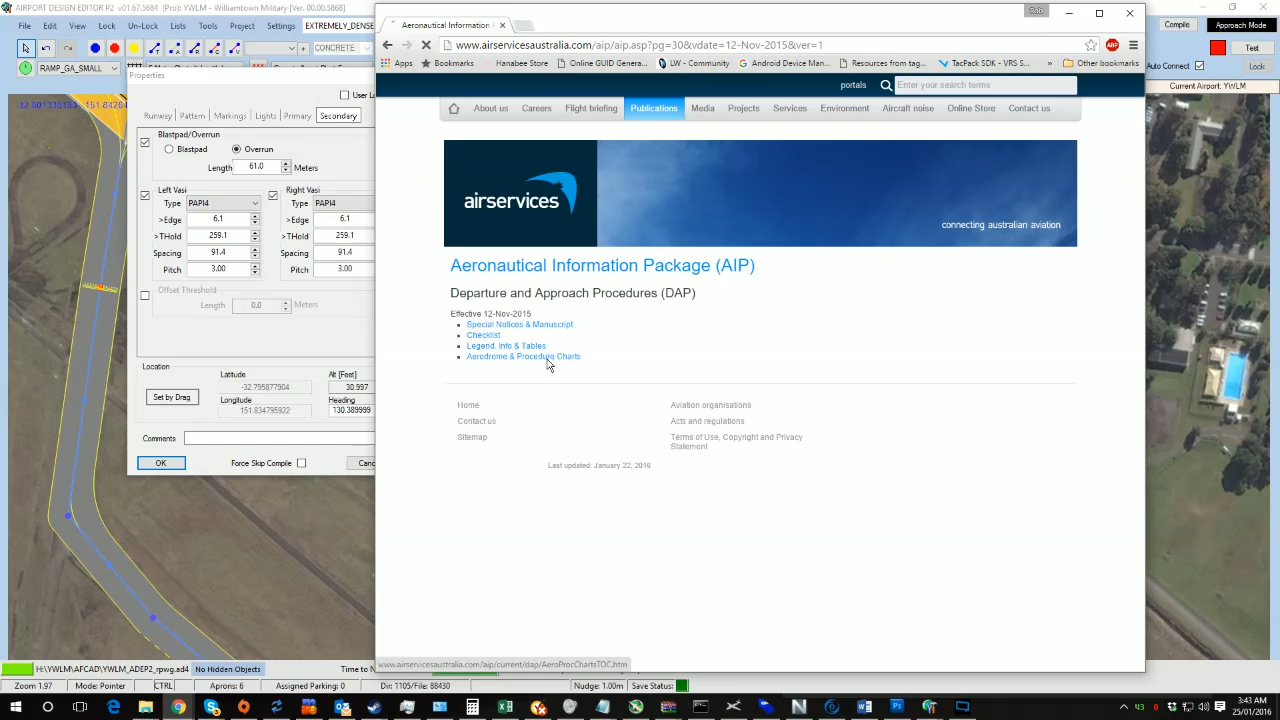 AIRPORT DESIGN EDITOR P2 v01.67.5684 (Pro): YWLM - Williamtown Military [Ver. 00.00.5868]
File View Tools Lists Settings EXTREMELY_DENSE
CONCRETE
RAMP_GA_SMALL
Compile Approach Mode
Test
Auto Connect Lock
Current Airport: YWLM
Properties
Runway Pattern Markings Lights Primary Secondary
Blastpad/Overrun
Blastpad Overrun
Length 61.0 Meters
Left Vasi Right Vasi
Type PAPI4 Type PAPI4
>Edge 6.1 >Edge 6.1
>THold 259.1 >THold 259.1
Spacing 91.4 Spacing 91.4
Pitch 3.00 Pitch 3.00
Offset Threshold
Length 0.0 Meters
Location
Latitude Alt [Feet]
Set by Drag -32.795877904 30.997
Longitude Heading
151.834795922 130.389999
Comments
OK Force Skip Compile Canc
Rob
Aeronautical Information P
www.airservicesaustralia.com/aip/aip.asp?pg=30&vdate=12-Nov-2015&ver=1
Apps Bookmarks Hangar Store Online GUID Genera... LW - Community Android Device Man... Resources from tag... TacPack SDK - VRS S... » Other bookmarks
portals Enter your search terms
About us Careers Flight briefing Publications Media Projects Services Environment Aircraft noise Online Store Contact us
airservices
connecting australian aviation
Aeronautical Information Package (AIP)
Departure and Approach Procedures (DAP)
Effective 12-Nov-2015
Special Notices & Manuscript
Checklist
Legend. Info & Tables
Aerodrome & Procedure Charts
Home Aviation organisations
Contact us Acts and regulations
Sitemap Terms of Use, Copyright and Privacy
Statement
Last updated: January 22, 2016
www.airservicesaustralia.com/aip/current/dap/AeroProcChartsTOC.htm
H:\YWLM\AFCAD\YWLM_ADEP2_rpwg.ad4 No Hidden Objects Time to N
Zoom 1.97 Mode: Pointer CTRL Aprons: 6 Assigned Parking: 0 Dir: 1105/File: 88430 Nudge: 1.00m Save Status:
3:43 AM
25/01/2016